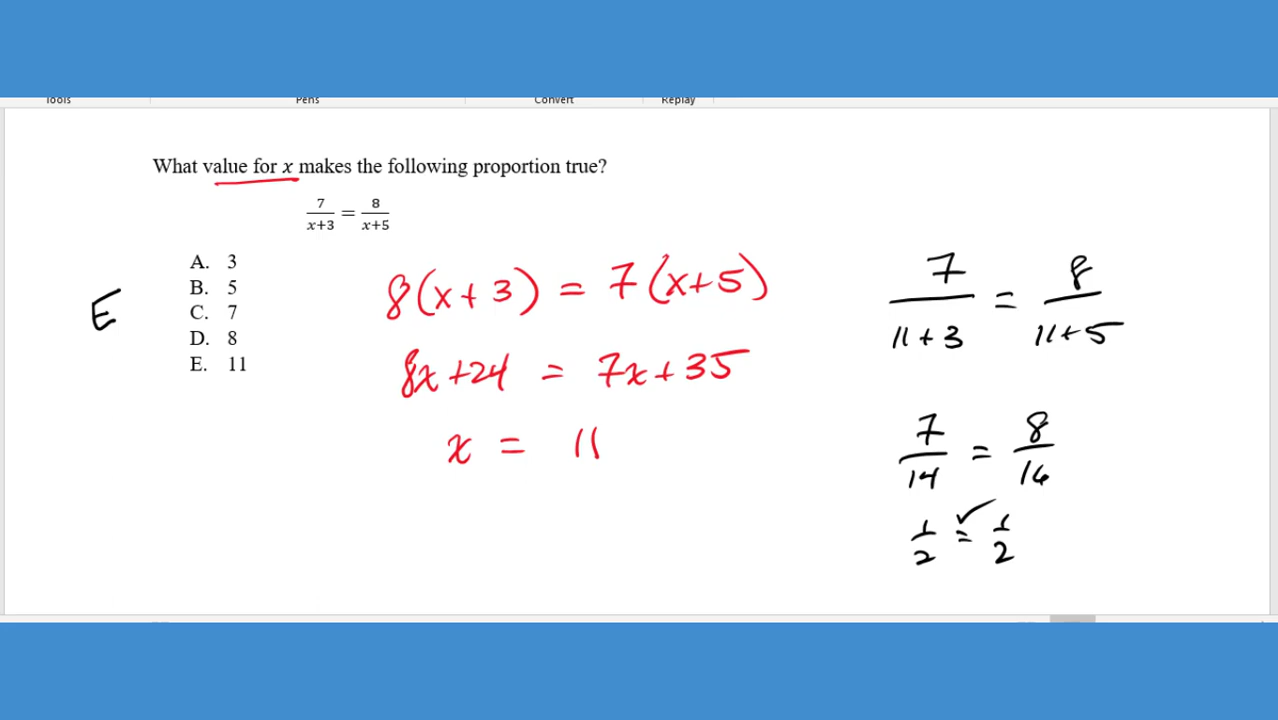 Tools Pens Convert Replay
What value for x makes the following proportion true?
7/x+3 = 8/x+5
A. 3
B. 5
C. 7
D. 8
E. 11
E
8(x+3) = 7(x+5)
8x+24 = 7x+35
x = 11
7/11+3 = 8/11+5
7/14 = 8/16
1/2 = 1/2 ✓